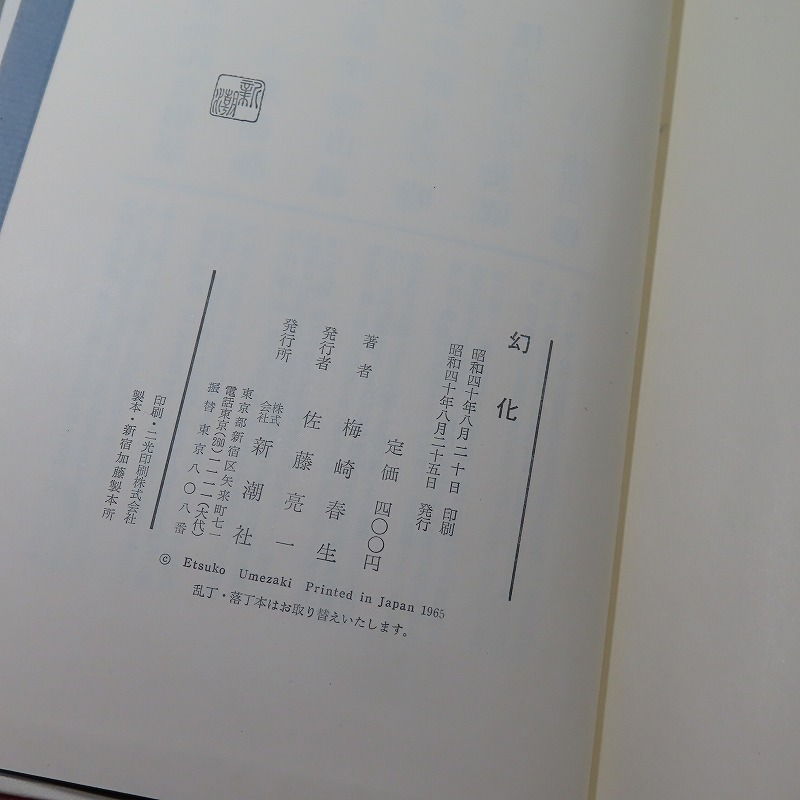 新潮
幻化
昭和四十年八月二十日 印刷
昭和四十年八月二十五日 発行
定価 四〇〇円
著者 梅崎春生
発行者 佐藤亮一
発行所 株式会社 新潮社
東京都新宿区矢来町七一
電話東京(260)一一一一(大代)
振替東京八〇八番
印刷・二光印刷株式会社
製本・新宿加藤製本所
© Etsuko Umezaki Printed in Japan 1965
乱丁・落丁本はお取り替えいたします。